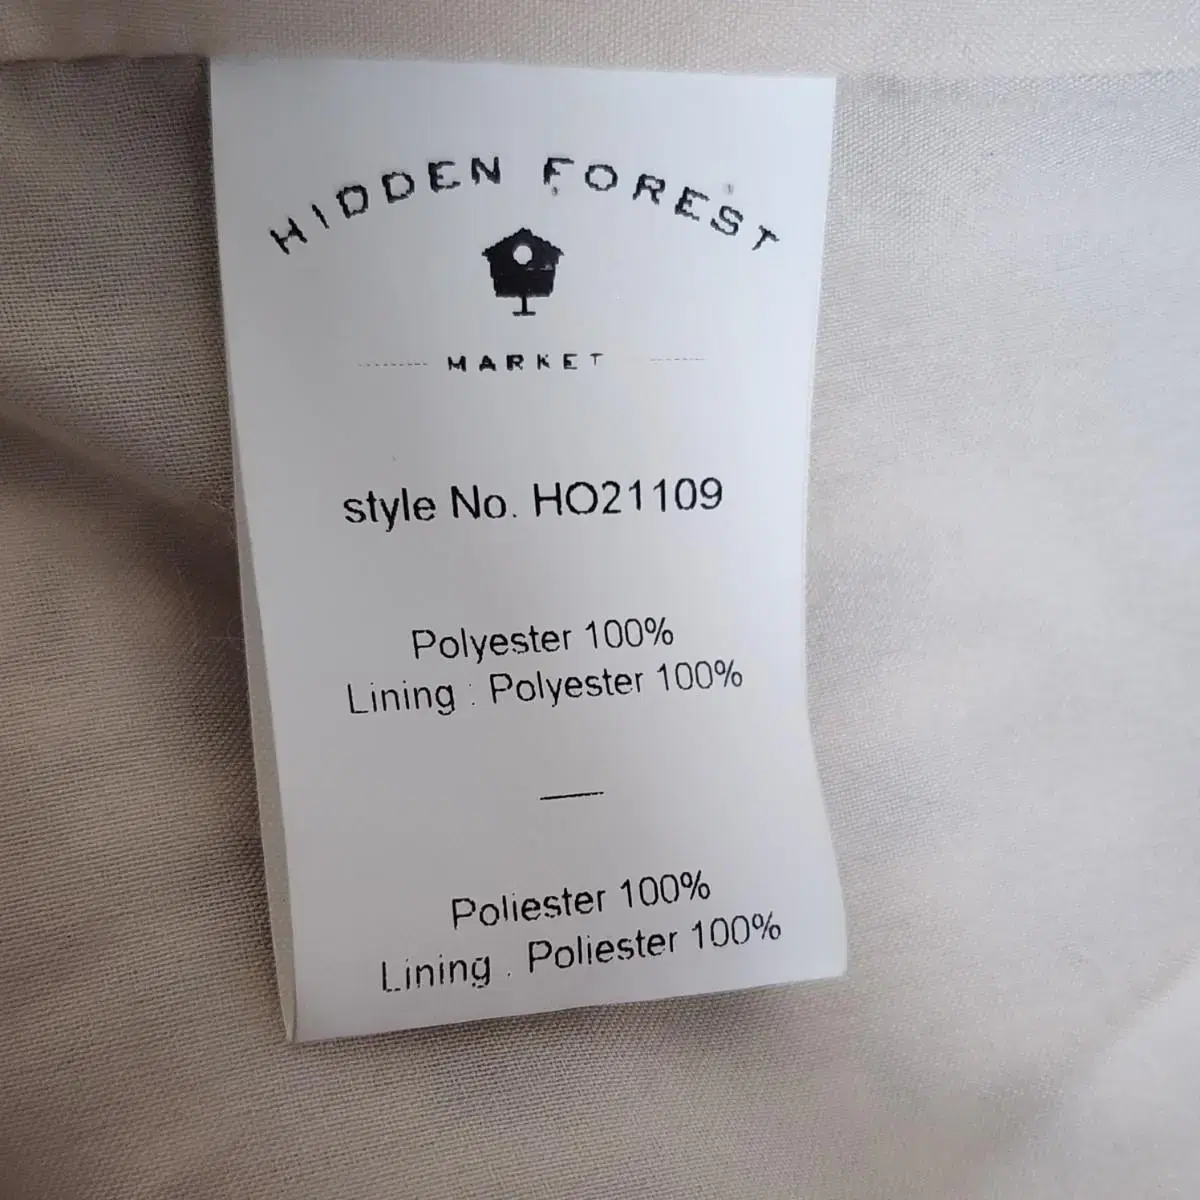 HIDDEN FOREST
MARKET
style No. HO21109
Polyester 100%
Lining : Polyester 100%
Poliester 100%
Lining : Poliester 100%